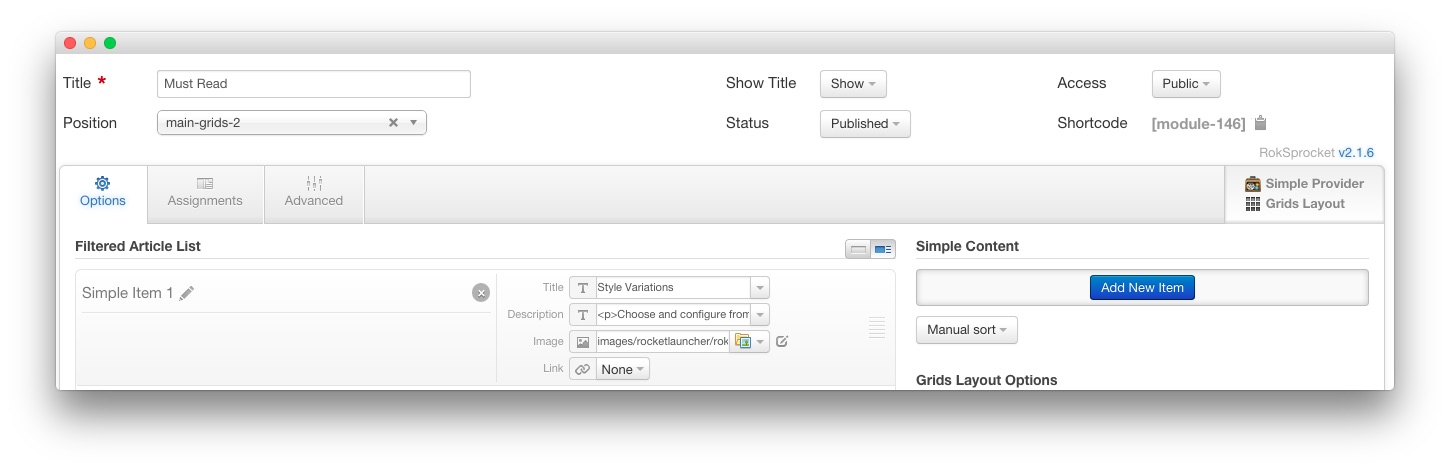 Title * Must Read Show Title Show Access Public
Position main-grids-2 Status Published Shortcode [module-146]
RokSprocket v2.1.6
Options Assignments Advanced
Simple Provider
Grids Layout
Filtered Article List
Simple Item 1
Title T Style Variations
Description T <p>Choose and configure from
Image images/rocketlauncher/rok
Link None
Simple Content
Add New Item
Manual sort
Grids Layout Options